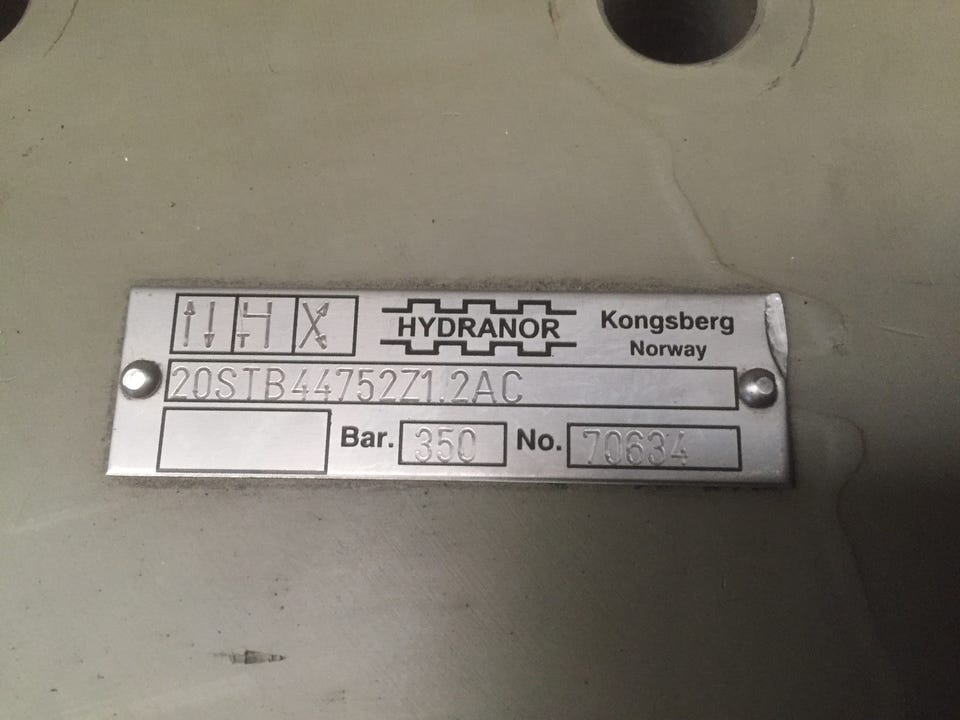 HYDRANOR
Kongsberg
Norway
20STB44752Z1.2AC
Bar. 350 No. 70634